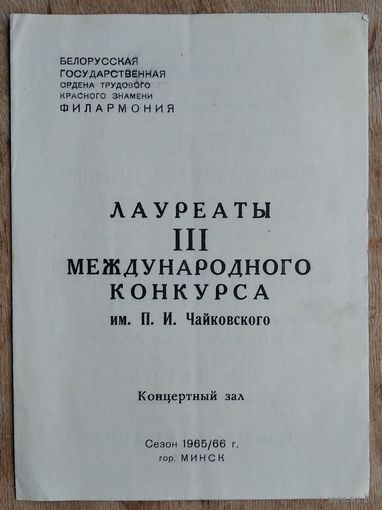 БЕЛОРУССКАЯ
ГОСУДАРСТВЕННАЯ
ОРДЕНА ТРУДОВОГО
КРАСНОГО ЗНАМЕНИ
ФИЛАРМОНИЯ
ЛАУРЕАТЫ
III
МЕЖДУНАРОДНОГО
КОНКУРСА
им. П. И. Чайковского
Концертный зал
Сезон 1965/66 г.
гор. МИНСК